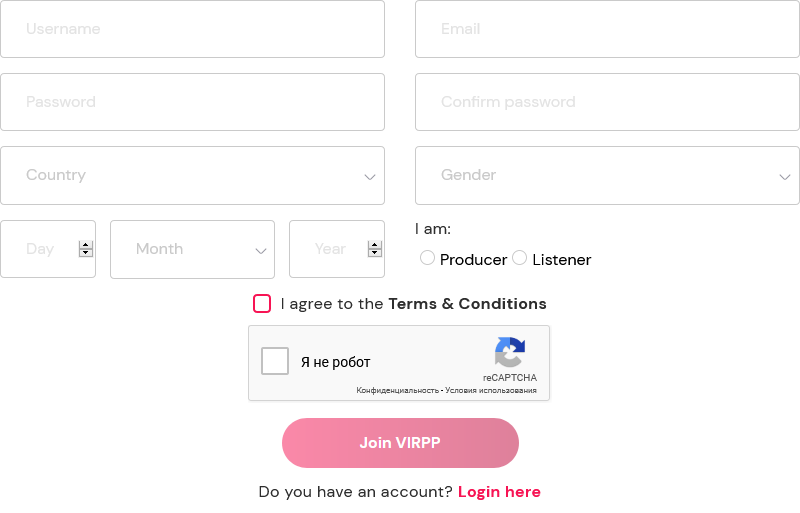 Username
Email
Password
Confirm password
Country
Gender
Day
Month
Year
I am:
Producer
Listener
I agree to the Terms & Conditions
Я не робот
reCAPTCHA
Конфиденциальность - Условия использования
Join VIRPP
Do you have an account? Login here